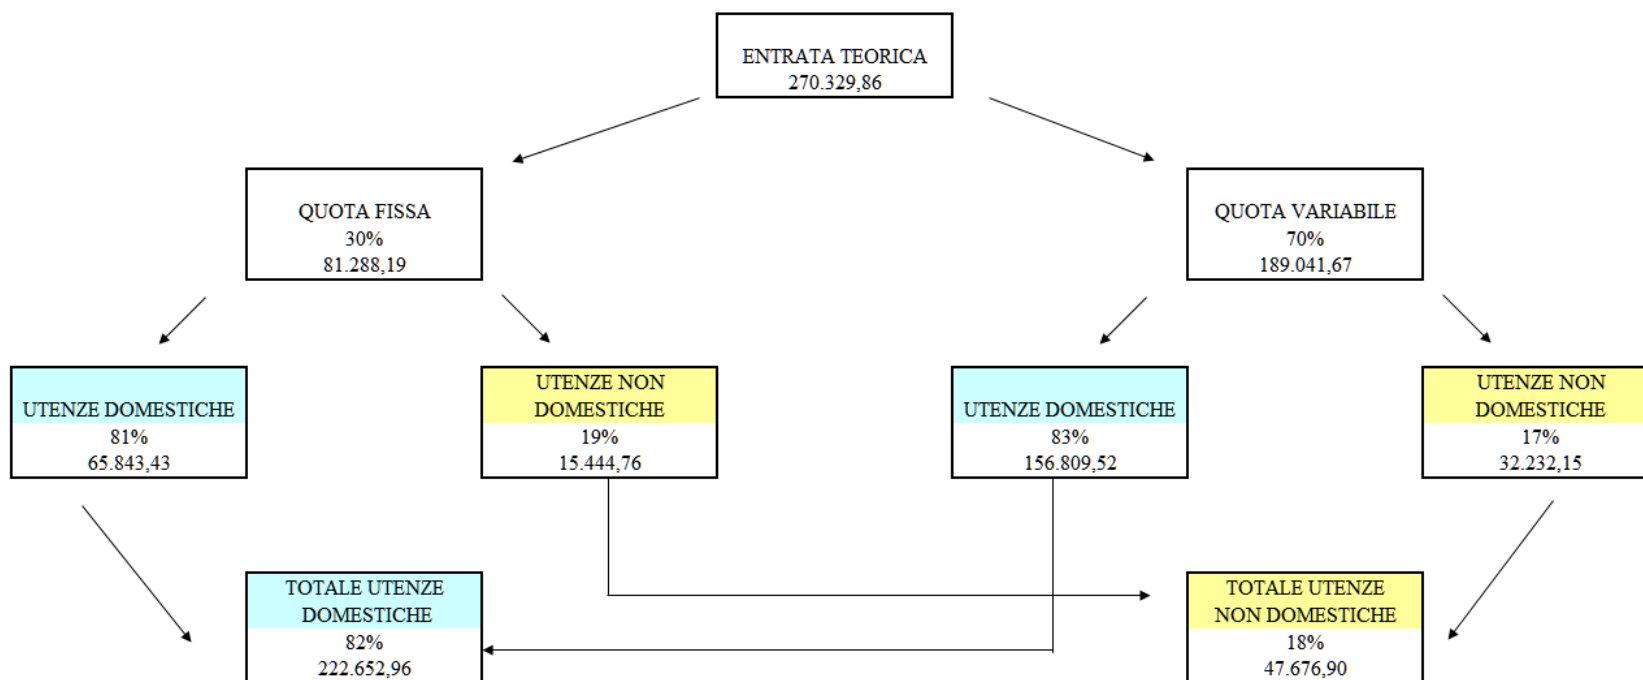 ENTRATA TEORICA
270.329,86
QUOTA FISSA
30%
81.288,19
QUOTA VARIABILE
70%
189.041,67
UTENZE DOMESTICHE
81%
65.843,43
UTENZE NON
DOMESTICHE
19%
15.444,76
UTENZE DOMESTICHE
83%
156.809,52
UTENZE NON
DOMESTICHE
17%
32.232,15
TOTALE UTENZE
DOMESTICHE
82%
222.652,96
TOTALE UTENZE
NON DOMESTICHE
18%
47.676,90